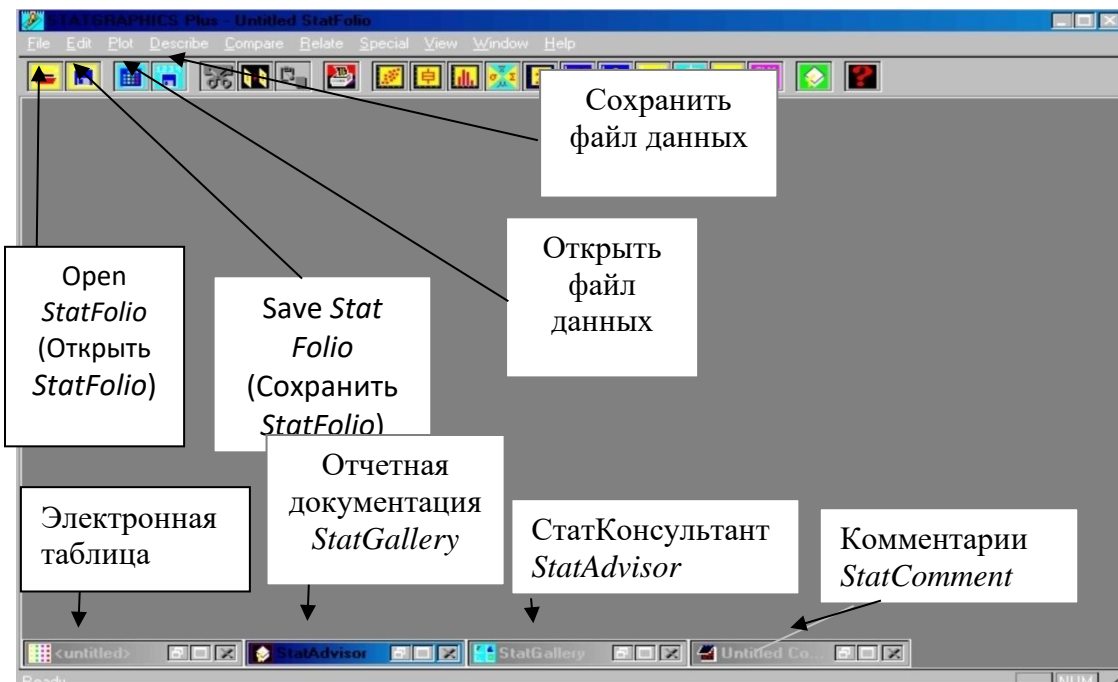 STATGRAPHICS Plus - Untitled StatFolio
File Edit Plot Describe Compare Relate Special View Window Help
Сохранить
файл данных
Открыть
файл
данных
Open
StatFolio
(Открыть
StatFolio)
Save Stat
Folio
(Сохранить
StatFolio)
Отчетная
документация
StatGallery
Электронная
таблица
СтатКонсультант
StatAdvisor
Комментарии
StatComment
<untitled> StatAdvisor StatGallery Untitled Co...
Ready NUM